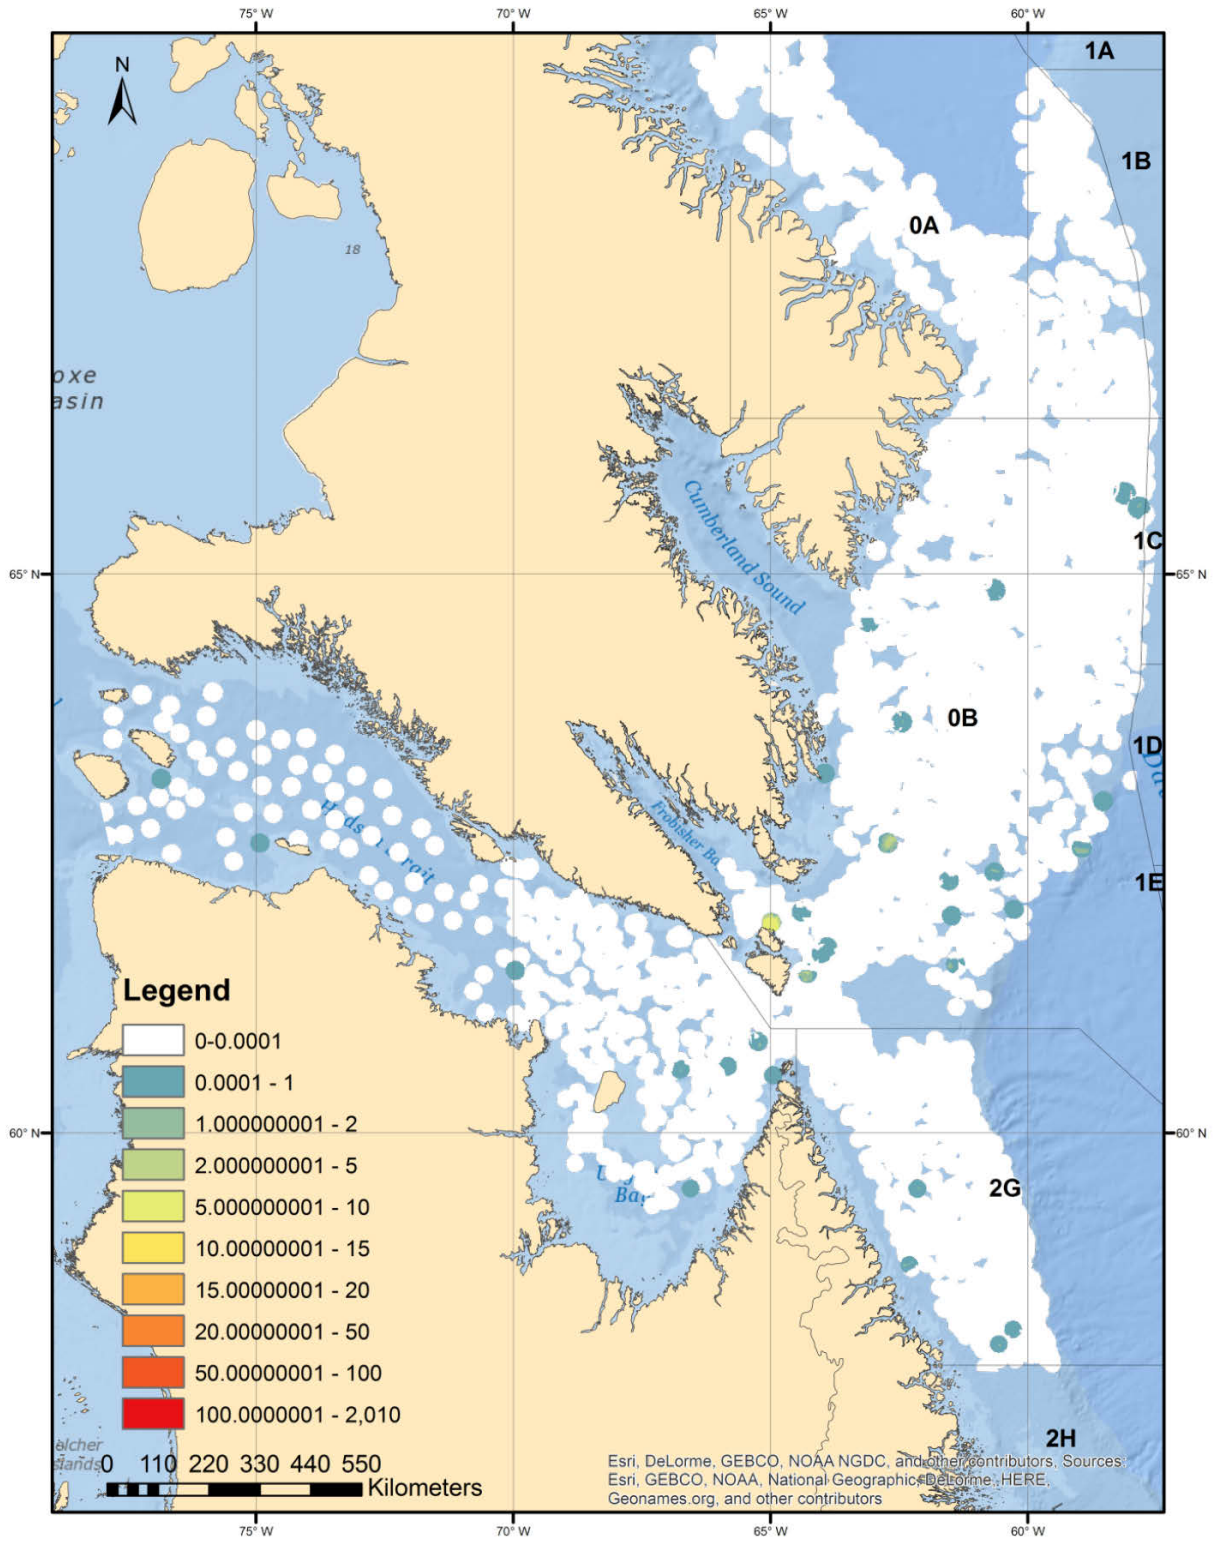 75° W 70° W 65° W 60° W
1A
N
1B
0A
18
oxe
asin
Cumberland Sound
1C
65° N 65° N
0B
1D
Frobisher Ba
1E
Legend
0-0.0001
0.0001 - 1
1.000000001 - 2
2.000000001 - 5
5.000000001 - 10
10.00000001 - 15
15.00000001 - 20
20.00000001 - 50
50.00000001 - 100
100.0000001 - 2,010
60° N 60° N
Bay
2G
2H
0 110 220 330 440 550
Kilometers
Esri, DeLorme, GEBCO, NOAA NGDC, and other contributors, Sources:
Esri, GEBCO, NOAA, National Geographic, DeLorme, HERE,
Geonames.org, and other contributors
75° W 70° W 65° W 60° W